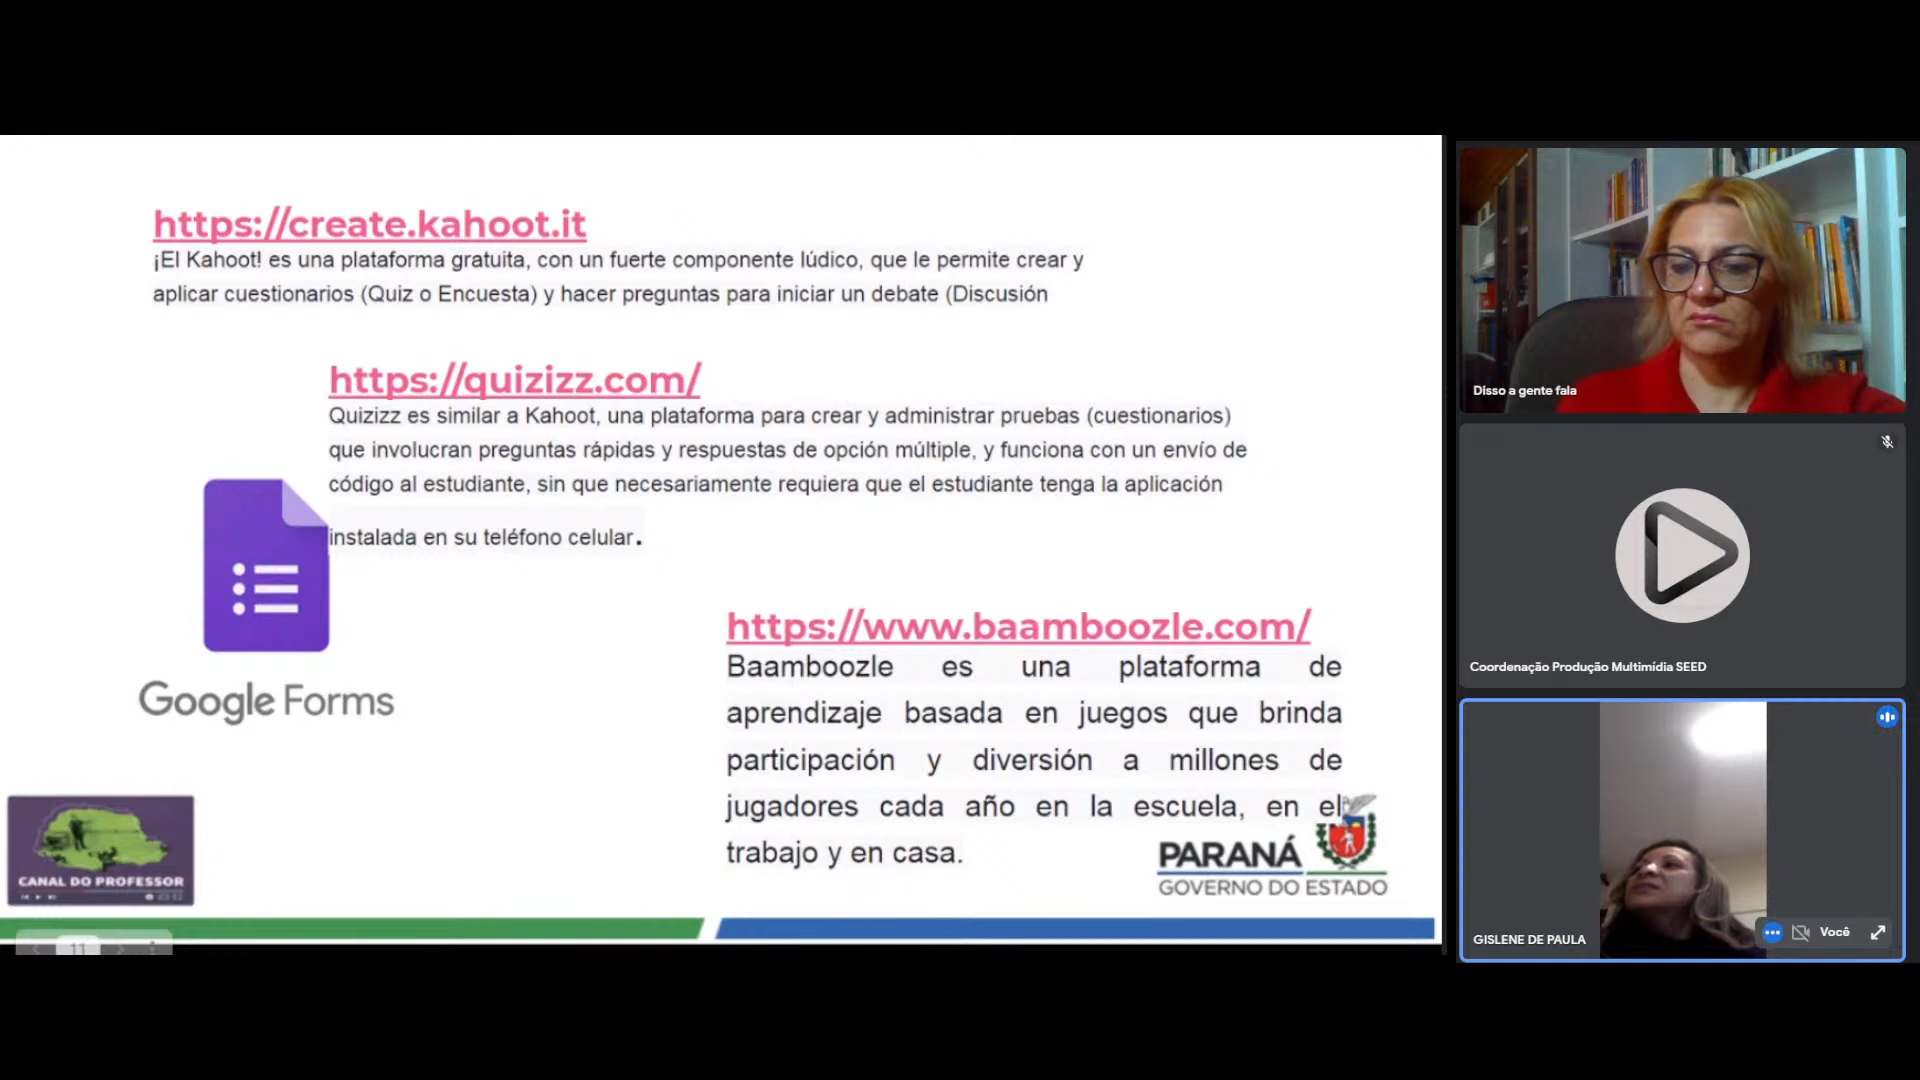 https://create.kahoot.it
¡El Kahoot! es una plataforma gratuita, con un fuerte componente lúdico, que le permite crear y
aplicar cuestionarios (Quiz o Encuesta) y hacer preguntas para iniciar un debate (Discusión
https://quizizz.com/
Quizizz es similar a Kahoot, una plataforma para crear y administrar pruebas (cuestionarios)
que involucran preguntas rápidas y respuestas de opción múltiple, y funciona con un envío de
código al estudiante, sin que necesariamente requiera que el estudiante tenga la aplicación
instalada en su teléfono celular.
Google Forms
https://www.baamboozle.com/
Baamboozle es una plataforma de
aprendizaje basada en juegos que brinda
participación y diversión a millones de
jugadores cada año en la escuela, en el
trabajo y en casa.
CANAL DO PROFESSOR
PARANÁ
GOVERNO DO ESTADO
11
Disso a gente fala
Coordenação Produção Multimídia SEED
GISLENE DE PAULA
Você